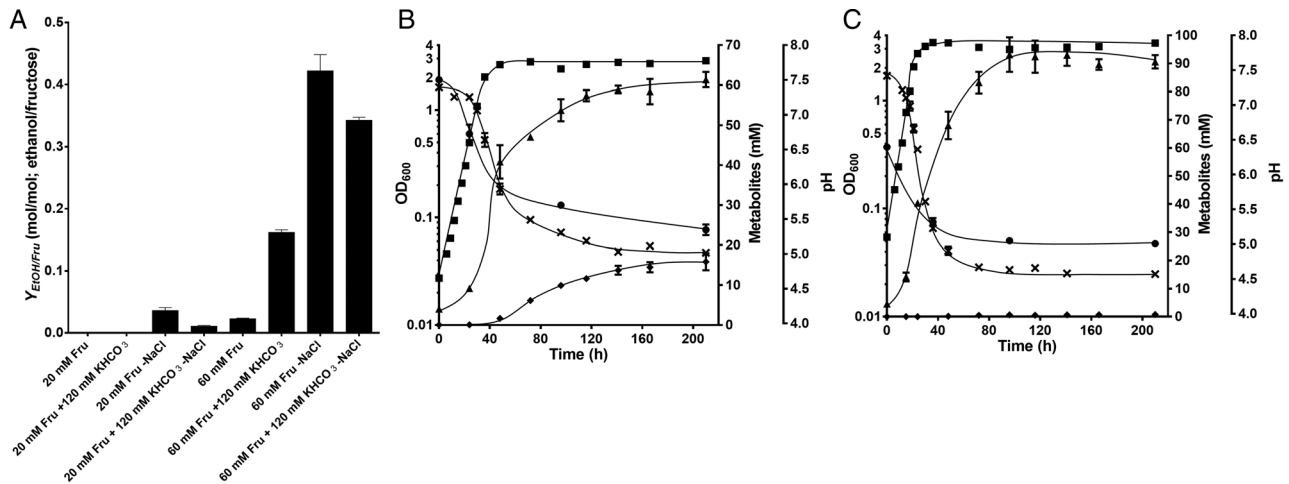 A
Y EtOH/Fru (mol/mol; ethanol/fructose)
0.5
0.4
0.3
0.2
0.1
0.0
20 mM Fru
20 mM Fru +120 mM KHCO3
20 mM Fru -NaCl
20 mM Fru + 120 mM KHCO3 -NaCl
60 mM Fru
60 mM Fru +120 mM KHCO3
60 mM Fru -NaCl
60 mM Fru + 120 mM KHCO3 -NaCl
B
OD600
4
3
2
1
0.5
0.1
0.01
0 40 80 120 160 200
Time (h)
70
60
50
40
30
20
10
0
Metabolites (mM)
8.0
7.5
7.0
6.5
6.0
5.5
5.0
4.5
4.0
pH
C
OD600
4
3
2
1
0.5
0.1
0.01
0 40 80 120 160 200
Time (h)
100
90
80
70
60
50
40
30
20
10
0
Metabolites (mM)
8.0
7.5
7.0
6.5
6.0
5.5
5.0
4.5
4.0
pH